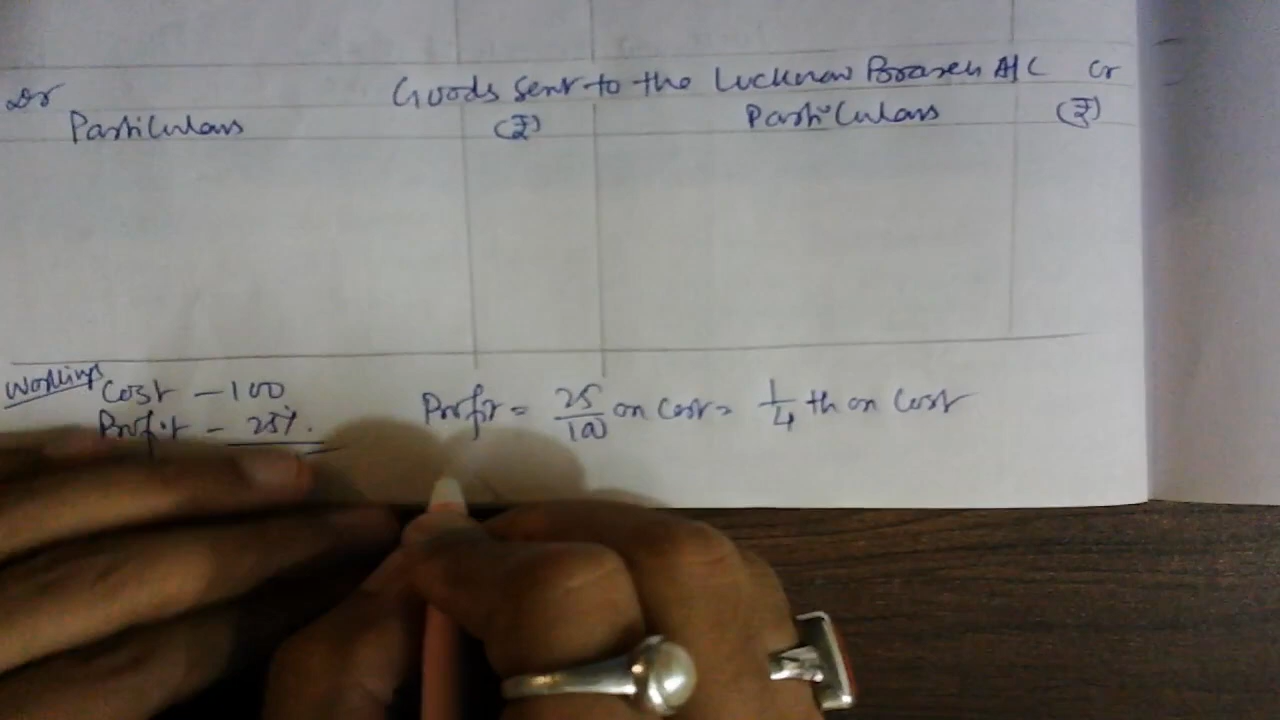 Dr Goods Sent to the Lucknow Branch A/C Cr
Particulars (₹) Particulars (₹)
Workings Cost - 100 Profit = 25/100 on Cost = 1/4 th on Cost
Profit - 25%.